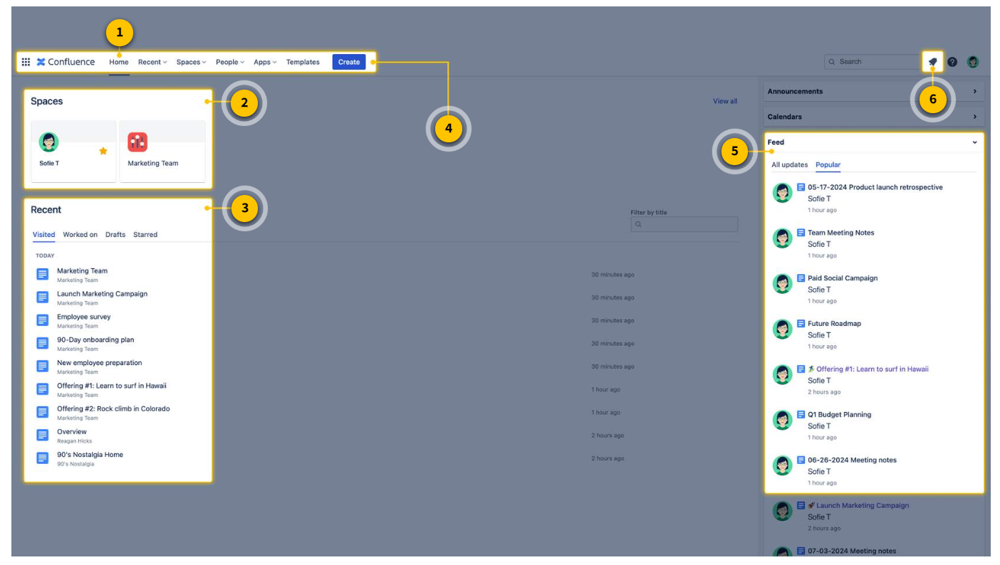 1
Confluence Home Recent Spaces People Apps Templates Create
Search
6
Spaces
2
View all
4
Sofie T
Marketing Team
Recent
3
Filter by title
Visited Worked on Drafts Starred
TODAY
Marketing Team
Marketing Team
30 minutes ago
Launch Marketing Campaign
Marketing Team
30 minutes ago
Employee survey
Marketing Team
30 minutes ago
90-Day onboarding plan
Marketing Team
30 minutes ago
New employee preparation
Marketing Team
30 minutes ago
Offering #1: Learn to surf in Hawaii
Marketing Team
1 hour ago
Offering #2: Rock climb in Colorado
Marketing Team
1 hour ago
Overview
Reagan Hicks
2 hours ago
90's Nostalgia Home
90's Nostalgia
2 hours ago
Announcements
Calendars
5
Feed
All updates Popular
05-17-2024 Product launch retrospective
Sofie T
1 hour ago
Team Meeting Notes
Sofie T
1 hour ago
Paid Social Campaign
Sofie T
1 hour ago
Future Roadmap
Sofie T
1 hour ago
Offering #1: Learn to surf in Hawaii
Sofie T
2 hours ago
Q1 Budget Planning
Sofie T
1 hour ago
06-26-2024 Meeting notes
Sofie T
1 hour ago
Launch Marketing Campaign
Sofie T
2 hours ago
07-03-2024 Meeting notes